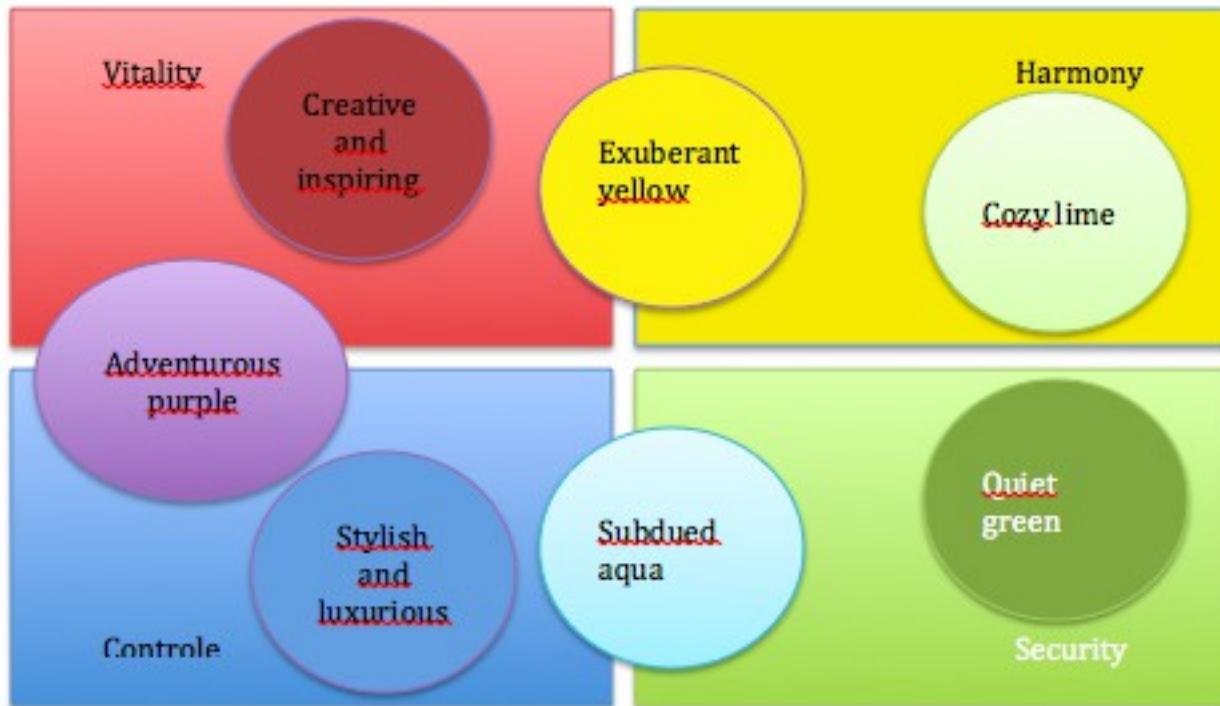 Vitality
Creative
and
inspiring
Exuberant
yellow
Harmony
Cozy lime
Adventurous
purple
Stylish
and
luxurious
Controle
Subdued
aqua
Quiet
green
Security